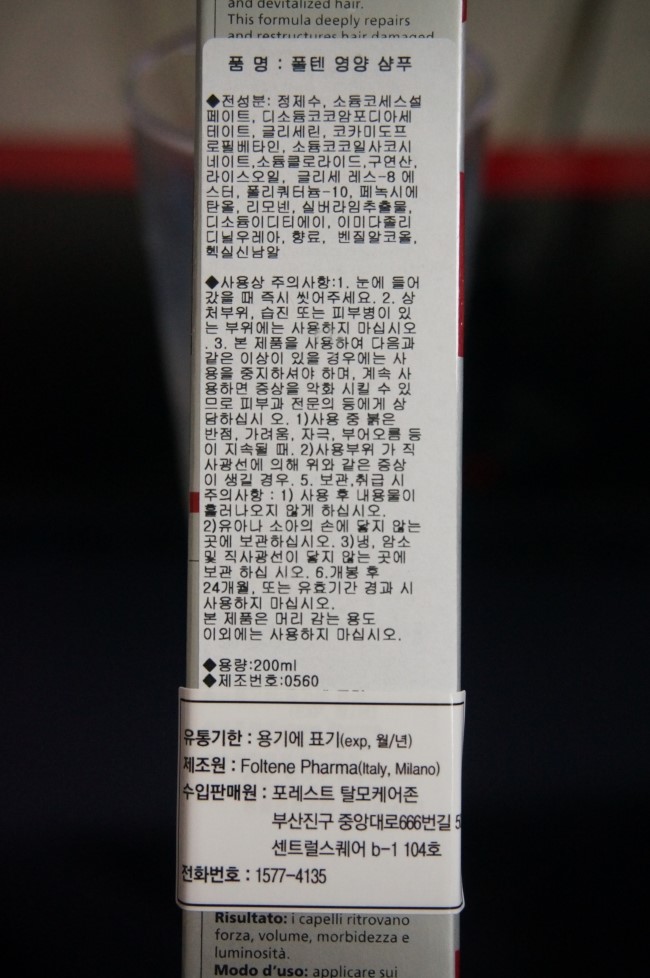 and devitalized hair.
This formula deeply repairs
and restructures hair damaged
품 명 : 폴텐 영양 샴푸
◆전성분: 정제수, 소듐코세스설
페이트, 디소듐코코암포디아세
테이트, 글리세린, 코카미도프
로필베타인, 소듐코코일사코시
네이트,소듐클로라이드,구연산,
라이스오일, 글리세 레스-8 에
스터, 폴리쿼터늄-10, 페녹시에
탄올, 리모넨, 실버라임추출물,
디소듐이디티에이, 이미다졸리
디닐우레아, 향료, 벤질알코올,
헥실신남알
◆사용상 주의사항:1. 눈에 들어
갔을 때 즉시 씻어주세요. 2. 상
처부위, 습진 또는 피부병이 있
는 부위에는 사용하지 마십시오
. 3. 본 제품을 사용하여 다음과
같은 이상이 있을 경우에는 사
용을 중지하셔야 하며, 계속 사
용하면 증상을 악화 시킬 수 있
므로 피부과 전문의 등에게 상
담하십시 오. 1)사용 중 붉은
반점, 가려움, 자극, 부어오름 등
이 지속될 때. 2)사용부위 가 직
사광선에 의해 위와 같은 증상
이 생길 경우. 5. 보관,취급 시
주의사항 : 1) 사용 후 내용물이
흘러나오지 않게 하십시오.
2)유아나 소아의 손에 닿지 않는
곳에 보관하십시오. 3)냉, 암소
및 직사광선이 닿지 않는 곳에
보관 하십 시오. 6.개봉 후
24개월, 또는 유효기간 경과 시
사용하지 마십시오.
본 제품은 머리 감는 용도
이외에는 사용하지 마십시오.
◆용량:200ml
◆제조번호:0560
유통기한 : 용기에 표기(exp, 월/년)
제조원 : Foltene Pharma(Italy, Milano)
수입판매원 : 포레스트 탈모케어존
부산진구 중앙대로666번길 5
센트럴스퀘어 b-1 104호
전화번호 : 1577-4135
Risultato: i capelli ritrovano
forza, volume, morbidezza e
luminosità.
Modo d'uso: applicare sui